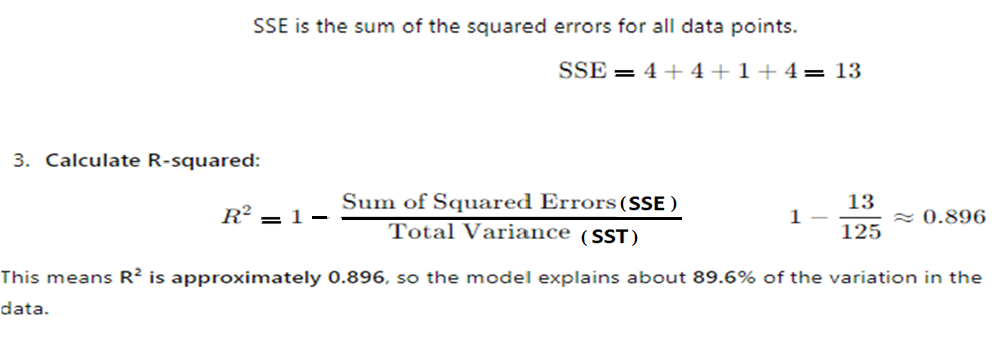 SSE is the sum of the squared errors for all data points.
SSE = 4 + 4 + 1 + 4 = 13
3. Calculate R-squared:
R² = 1 − Sum of Squared Errors (SSE) / Total Variance (SST) 1 − 13/125 ≈ 0.896
This means R² is approximately 0.896, so the model explains about 89.6% of the variation in the
data.